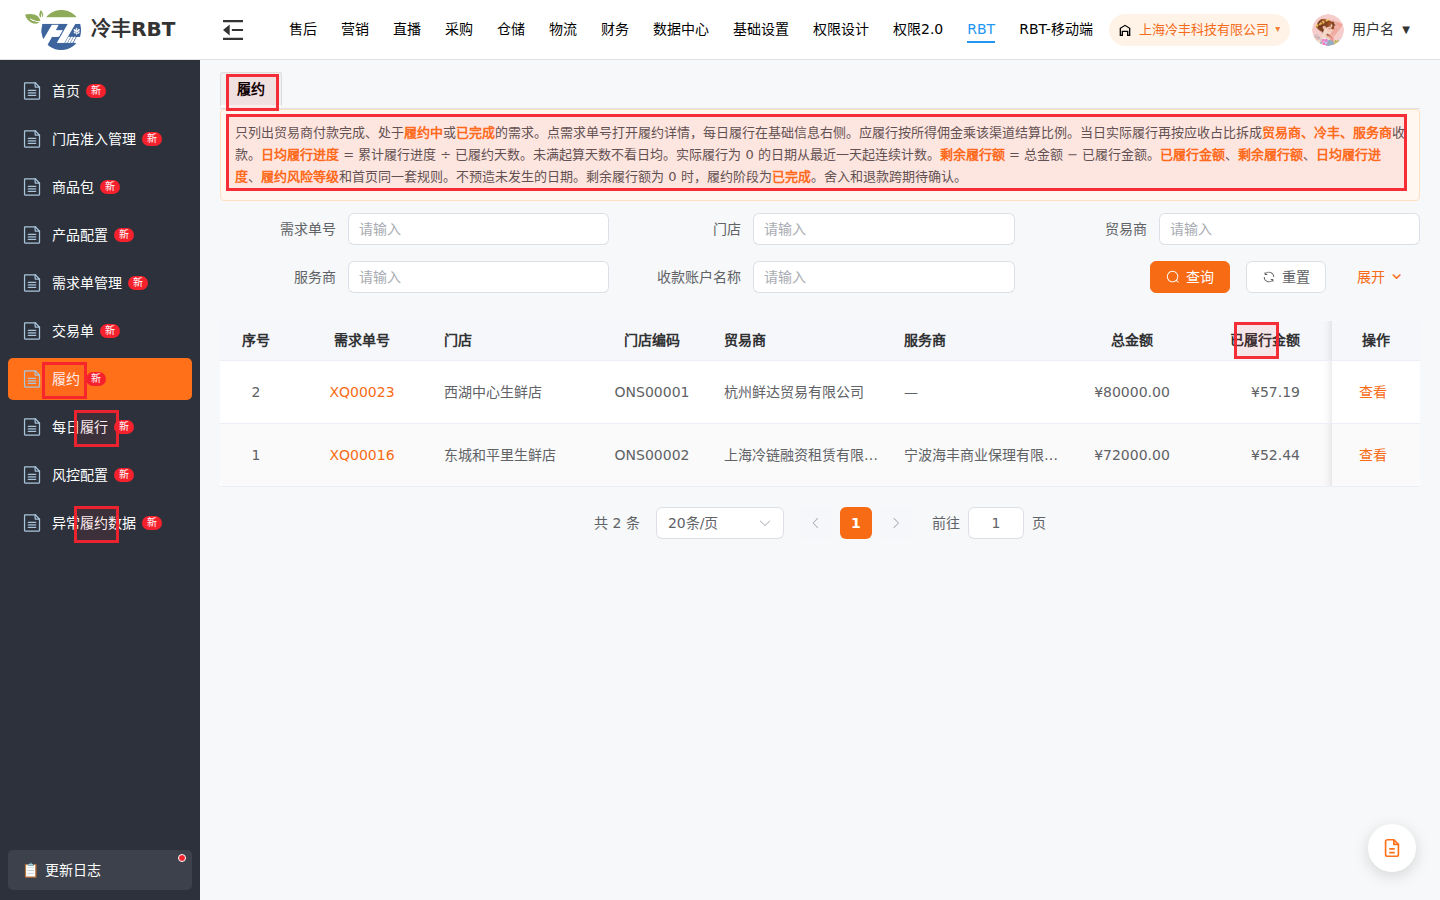 冷丰RBT
售后 营销 直播 采购 仓储 物流 财务 数据中心 基础设置 权限设计 权限2.0 RBT RBT-移动端 上海冷丰科技有限公司 ▾ 用户名 ▼
首页 新
门店准入管理 新
商品包 新
产品配置 新
需求单管理 新
交易单 新
履约 新
每日履行 新
风控配置 新
异常履约数据 新
更新日志
履约
只列出贸易商付款完成、处于履约中或已完成的需求。点需求单号打开履约详情，每日履行在基础信息右侧。应履行按所得佣金乘该渠道结算比例。当日实际履行再按应收占比拆成贸易商、冷丰、服务商收
款。日均履行进度 = 累计履行进度 ÷ 已履约天数。未满起算天数不看日均。实际履行为 0 的日期从最近一天起连续计数。剩余履行额 = 总金额 − 已履行金额。已履行金额、剩余履行额、日均履行进
度、履约风险等级和首页同一套规则。不预造未发生的日期。剩余履行额为 0 时，履约阶段为已完成。舍入和退款跨期待确认。
需求单号 请输入 门店 请输入 贸易商 请输入
服务商 请输入 收款账户名称 请输入 查询 重置 展开
序号 需求单号 门店 门店编码 贸易商 服务商 总金额 已履行金额 操作
2 XQ00023 西湖中心生鲜店 ONS00001 杭州鲜达贸易有限公司 — ¥80000.00 ¥57.19 查看
1 XQ00016 东城和平里生鲜店 ONS00002 上海冷链融资租赁有限... 宁波海丰商业保理有限... ¥72000.00 ¥52.44 查看
共 2 条 20条/页 1 前往 1 页